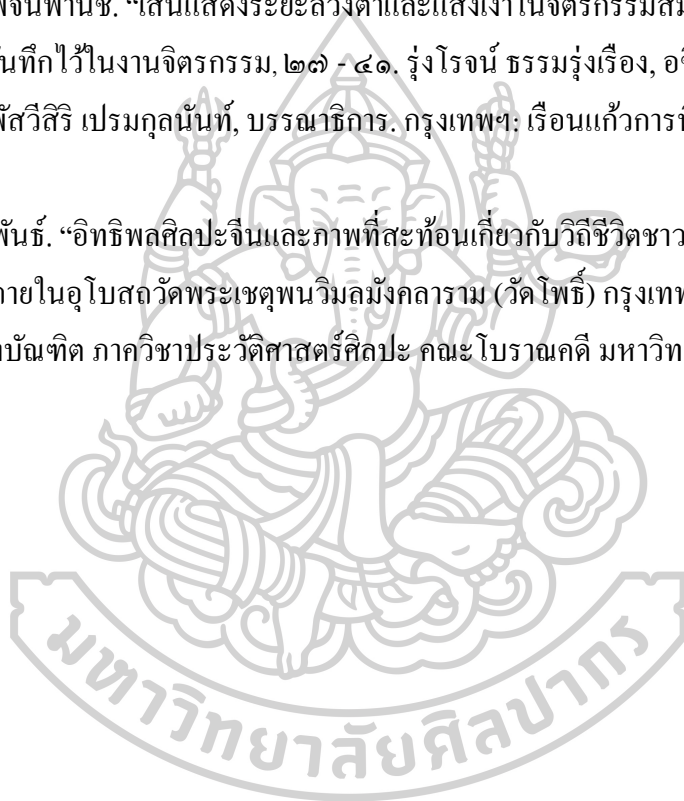 พจนพานิช. “เส้นแสดงระยะลวงตาและแสงเงาในจิตรกรรมสม
นทึกไว้ในงานจิตรกรรม, ๒๗ - ๔๑. รุ่งโรจน์ ธรรมรุ่งเรือง, อ
พัสวีสิริ เปรมกุลนันท์, บรรณาธิการ. กรุงเทพฯ: เรือนแก้วการพิ
พันธ์. “อิทธิพลศิลปะจีนและภาพที่สะท้อนเกี่ยวกับวิถีชีวิตชาว
ภายในอุโบสถวัดพระเชตุพนวิมลมังคลาราม (วัดโพธิ์) กรุงเทพ
บัณฑิต ภาควิชาประวัติศาสตร์ศิลปะ คณะโบราณคดี มหาวิท
มหาวิทยาลัยศิลปากร